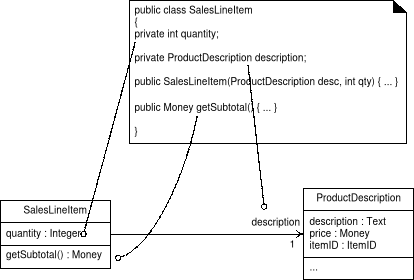 public class SalesLineItem
{
private int quantity;
private ProductDescription description;
public SalesLineItem(ProductDescription desc, int qty) { ... }
public Money getSubtotal() { ... }
}
SalesLineItem
quantity : Integer
getSubtotal() : Money
description
1
ProductDescription
description : Text
price : Money
itemID : ItemID
...